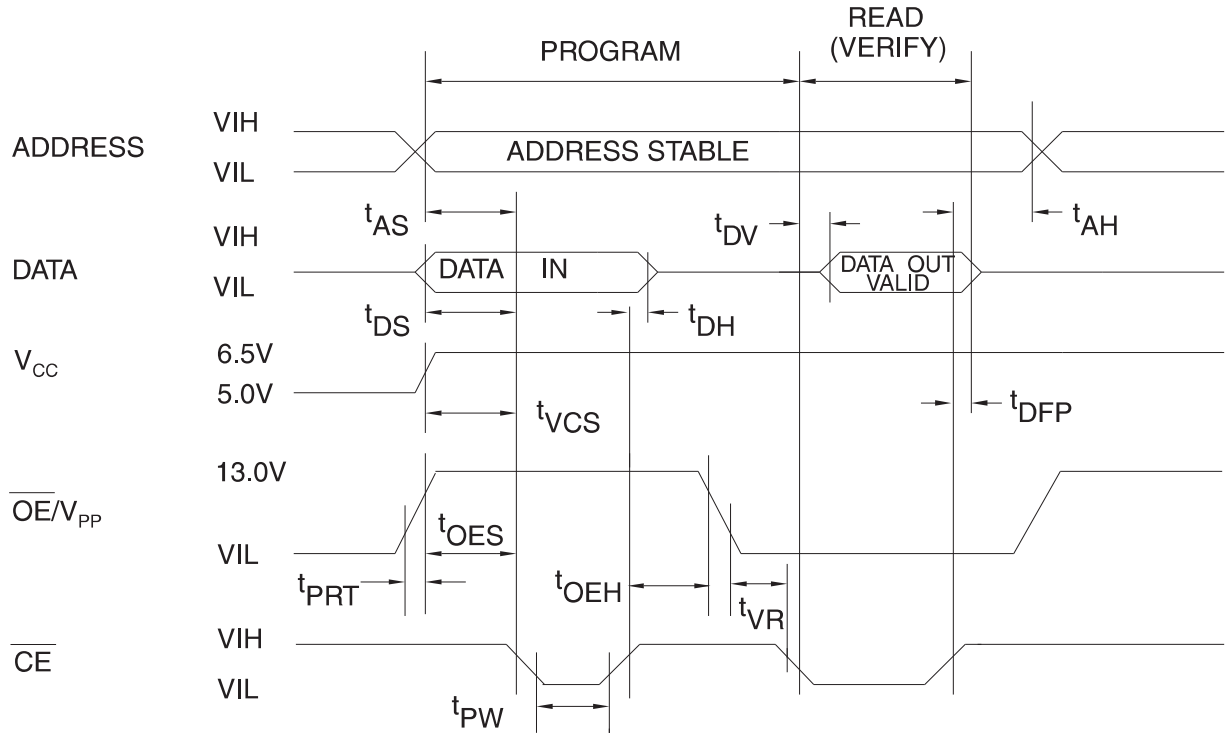 READ
(VERIFY)
PROGRAM
ADDRESS
VIH
VIL
ADDRESS STABLE
tAS
tDV
tAH
DATA
VIH
VIL
DATA IN
DATA OUT
VALID
tDS
tDH
VCC
6.5V
5.0V
tVCS
tDFP
OE/VPP
13.0V
VIL
tOES
tPRT
tOEH
tVR
CE
VIH
VIL
tPW